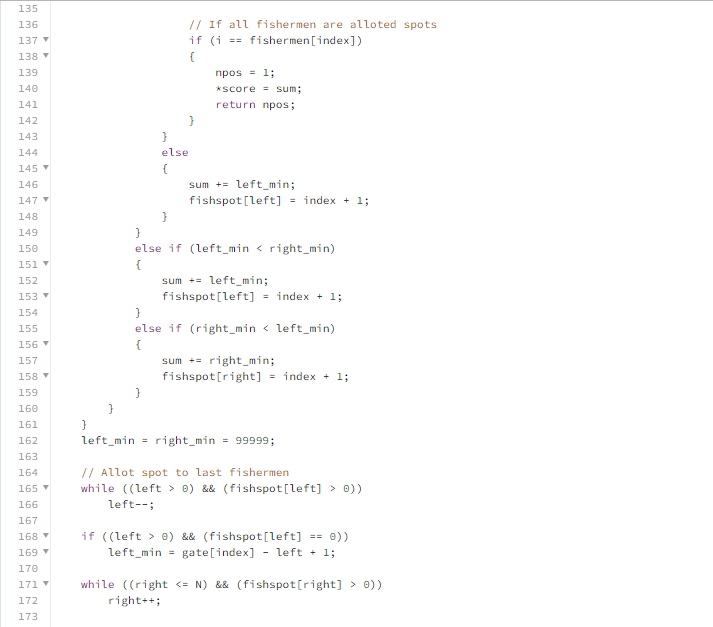 135
136 // If all fishermen are alloted spots
137 if (i == fishermen[index])
138 {
139 npos = 1;
140 *score = sum;
141 return npos;
142 }
143 }
144 else
145 {
146 sum += left_min;
147 fishspot[left] = index + 1;
148 }
149 }
150 else if (left_min < right_min)
151 {
152 sum += left_min;
153 fishspot[left] = index + 1;
154 }
155 else if (right_min < left_min)
156 {
157 sum += right_min;
158 fishspot[right] = index + 1;
159 }
160 }
161 }
162 left_min = right_min = 99999;
163
164 // Allot spot to last fishermen
165 while ((left > 0) && (fishspot[left] > 0))
166 left--;
167
168 if ((left > 0) && (fishspot[left] == 0))
169 left_min = gate[index] - left + 1;
170
171 while ((right <= N) && (fishspot[right] > 0))
172 right++;
173